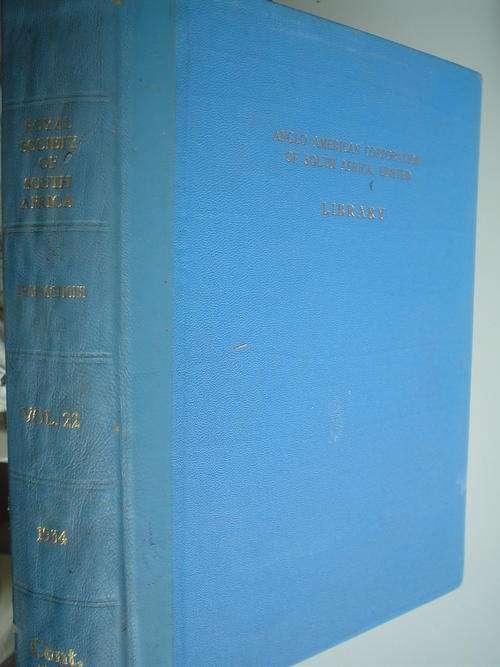 ROYAL
SOCIETY
OF
SOUTH
AFRICA
VOL. 22
1934
Cont.
ANGLO AMERICAN CORPORATION
OF SOUTH AFRICA, LIMITED
LIBRARY